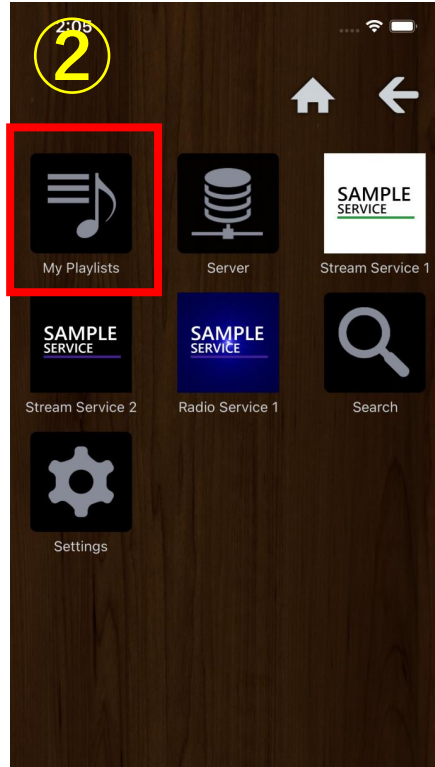 2:05
②
My Playlists
Server
SAMPLE
SERVICE
Stream Service 1
SAMPLE
SERVICE
Stream Service 2
SAMPLE
SERVICE
Radio Service 1
Search
Settings